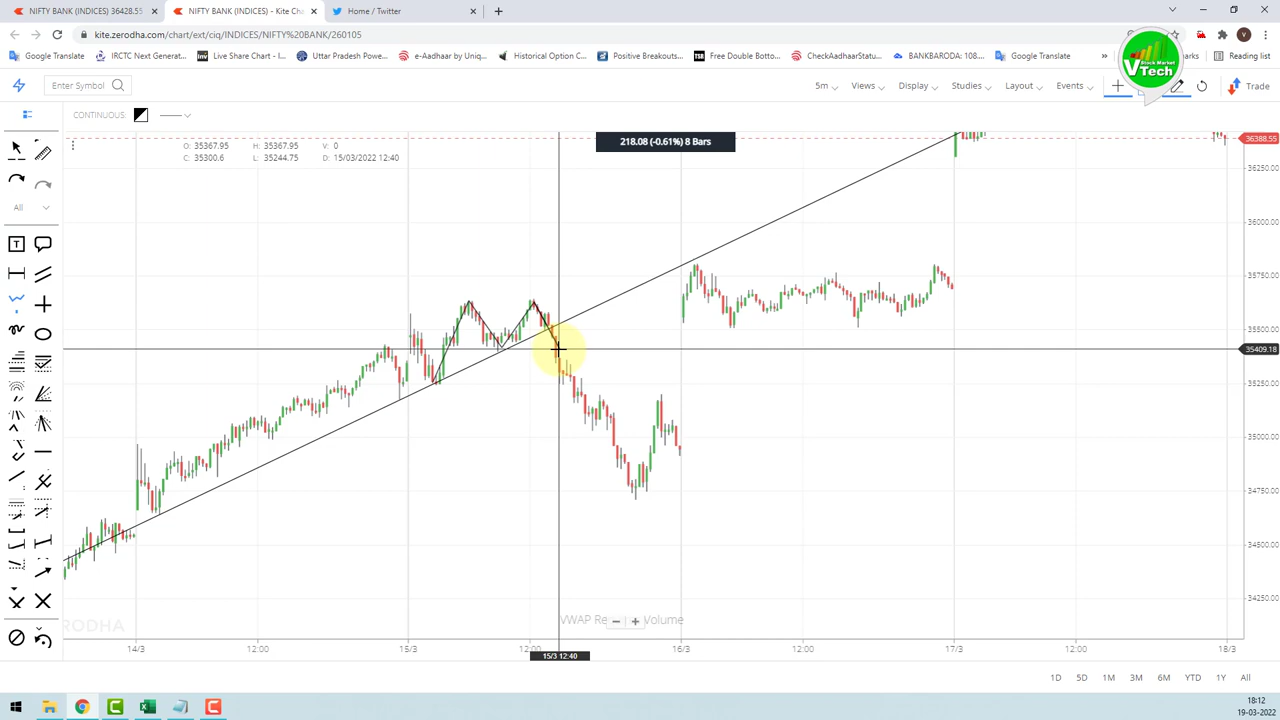 NIFTY BANK (INDICES) 36428.55
NIFTY BANK (INDICES) - Kite Cha
Home / Twitter
kite.zerodha.com/chart/ext/ciq/INDICES/NIFTY%20BANK/260105
Google Translate
IRCTC Next Generat...
Live Share Chart - I...
Uttar Pradesh Powe...
e-Aadhar by Uniq...
Historical Option C...
Positive Breakouts...
Free Double Botto...
CheckAadhaarStatu...
BANKBARODA: 108...
Google Translate
Reading list
V Stock Market
Tech
Enter Symbol
5m
Views
Display
Studies
Layout
Events
Trade
CONTINUOUS:
218.08 (-0.61%) 8 Bars
O: 35367.95 H: 35367.95 V: 0
C: 35300.6 L: 35244.75 D: 15/03/2022 12:40
All
36388.55
36250.00
36000.00
35750.00
35500.00
35409.18
35250.00
35000.00
34750.00
34500.00
34250.00
VWAP Re
Volume
14/3
12:00
15/3
12:00
16/3
12:00
17/3
12:00
18/3
15/3 12:40
1D
5D
1M
3M
6M
YTD
1Y
All
18:12
19-03-2022